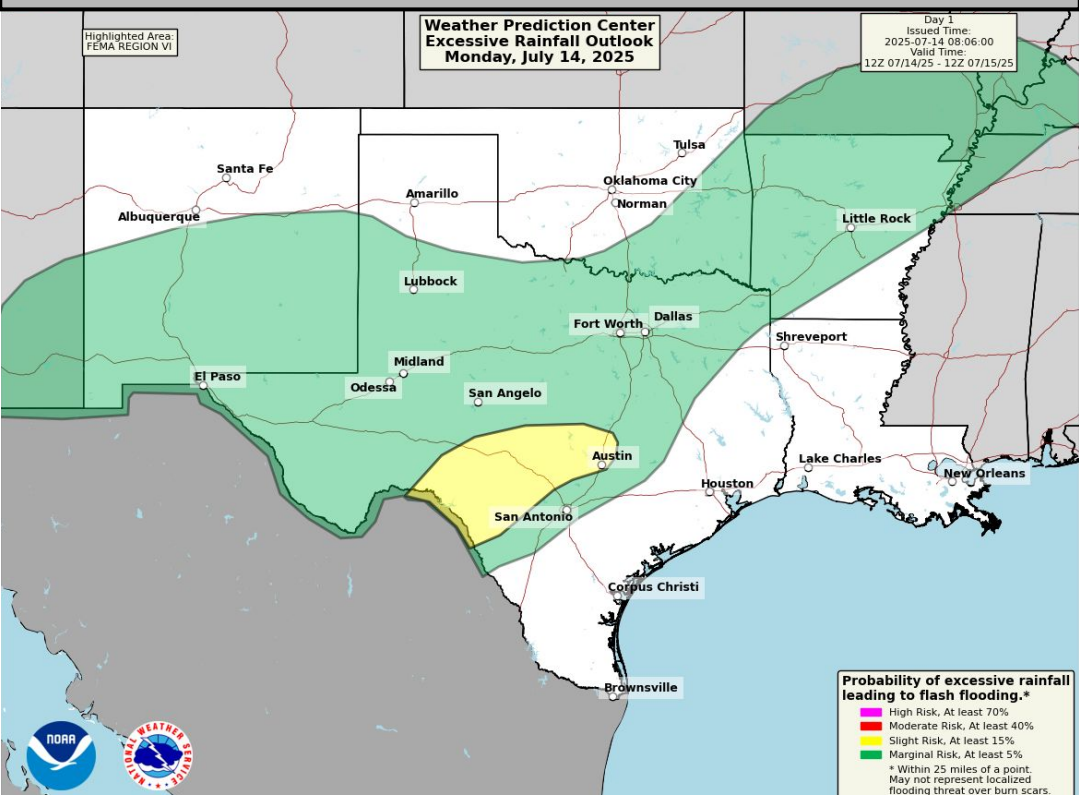 Weather Prediction Center
Excessive Rainfall Outlook
Monday, July 14, 2025
Highlighted Area:
FEMA REGION VI
Day 1
Issued Time:
2025-07-14 08:06:00
Valid Time:
12Z 07/14/25 - 12Z 07/15/25
Tulsa
Santa Fe
Oklahoma City
Amarillo
Norman
Albuquerque
Little Rock
Lubbock
Dallas
Fort Worth
Shreveport
Midland
El Paso
Odessa
San Angelo
Austin
Lake Charles
New Orleans
Houston
San Antonio
Corpus Christi
Brownsville
Probability of excessive rainfall
leading to flash flooding.*
High Risk, At least 70%
Moderate Risk, At least 40%
Slight Risk, At least 15%
Marginal Risk, At least 5%
* Within 25 miles of a point.
May not represent localized
flooding threat over burn scars.
NOAA
NATIONAL WEATHER SERVICE